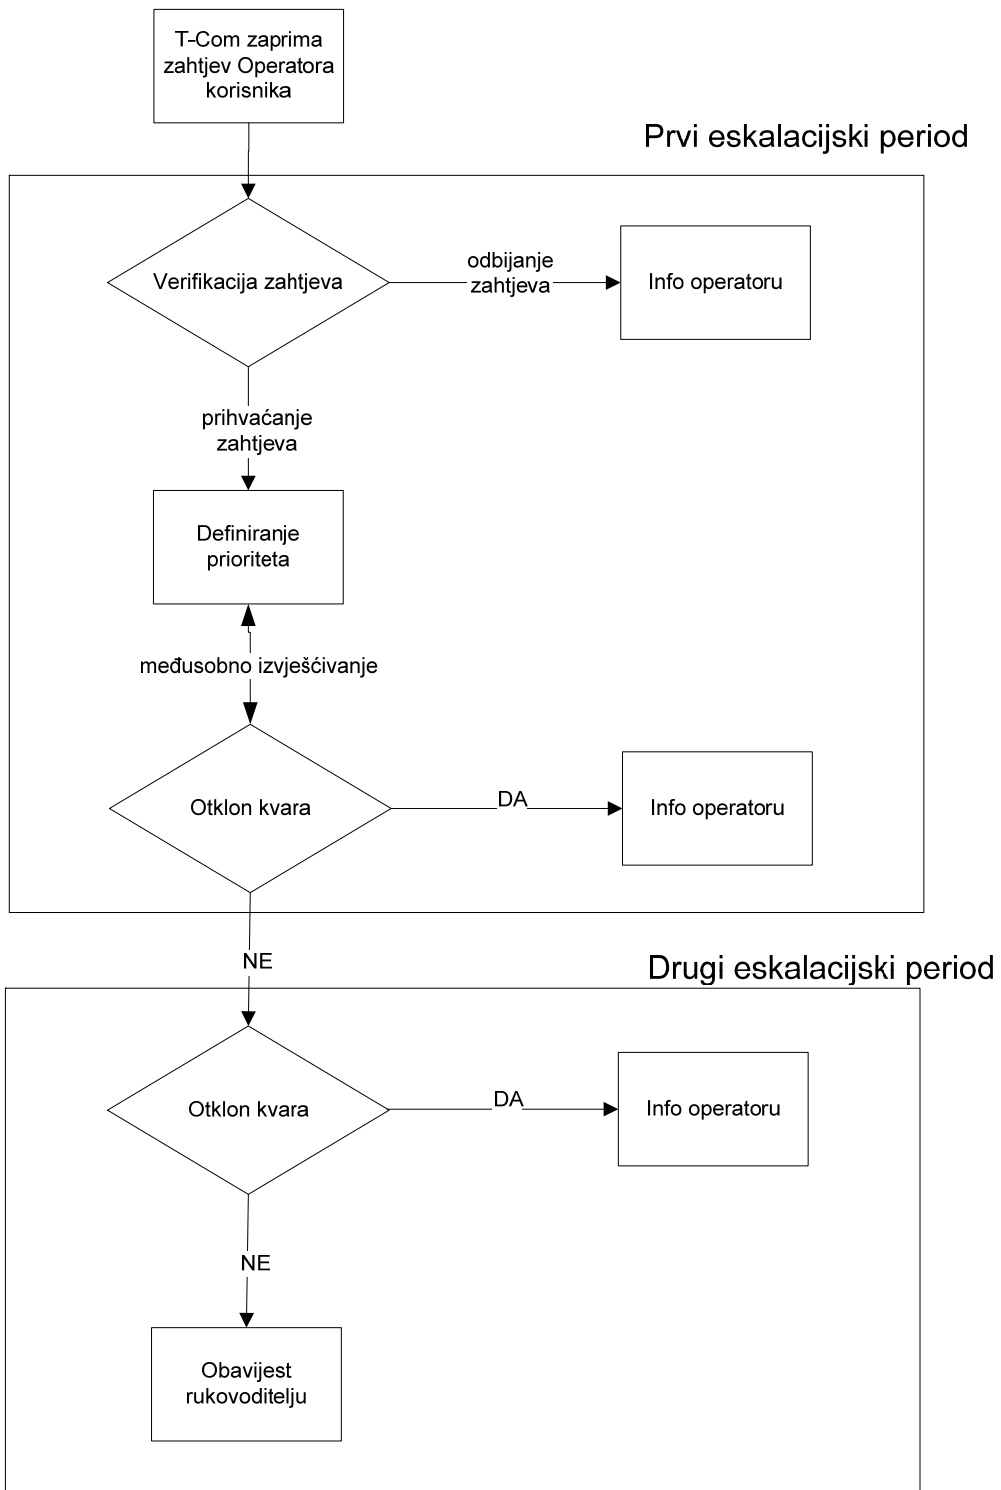 T-Com zaprima
zahtjev Operatora
korisnika
Prvi eskalacijski period
Verifikacija zahtjeva
odbijanje
zahtjeva
Info operatoru
prihvaćanje
zahtjeva
Definiranje
prioriteta
međusobno izvješćivanje
Otklon kvara
DA
Info operatoru
NE
Drugi eskalacijski period
Otklon kvara
DA
Info operatoru
NE
Obavijest
rukovoditelju